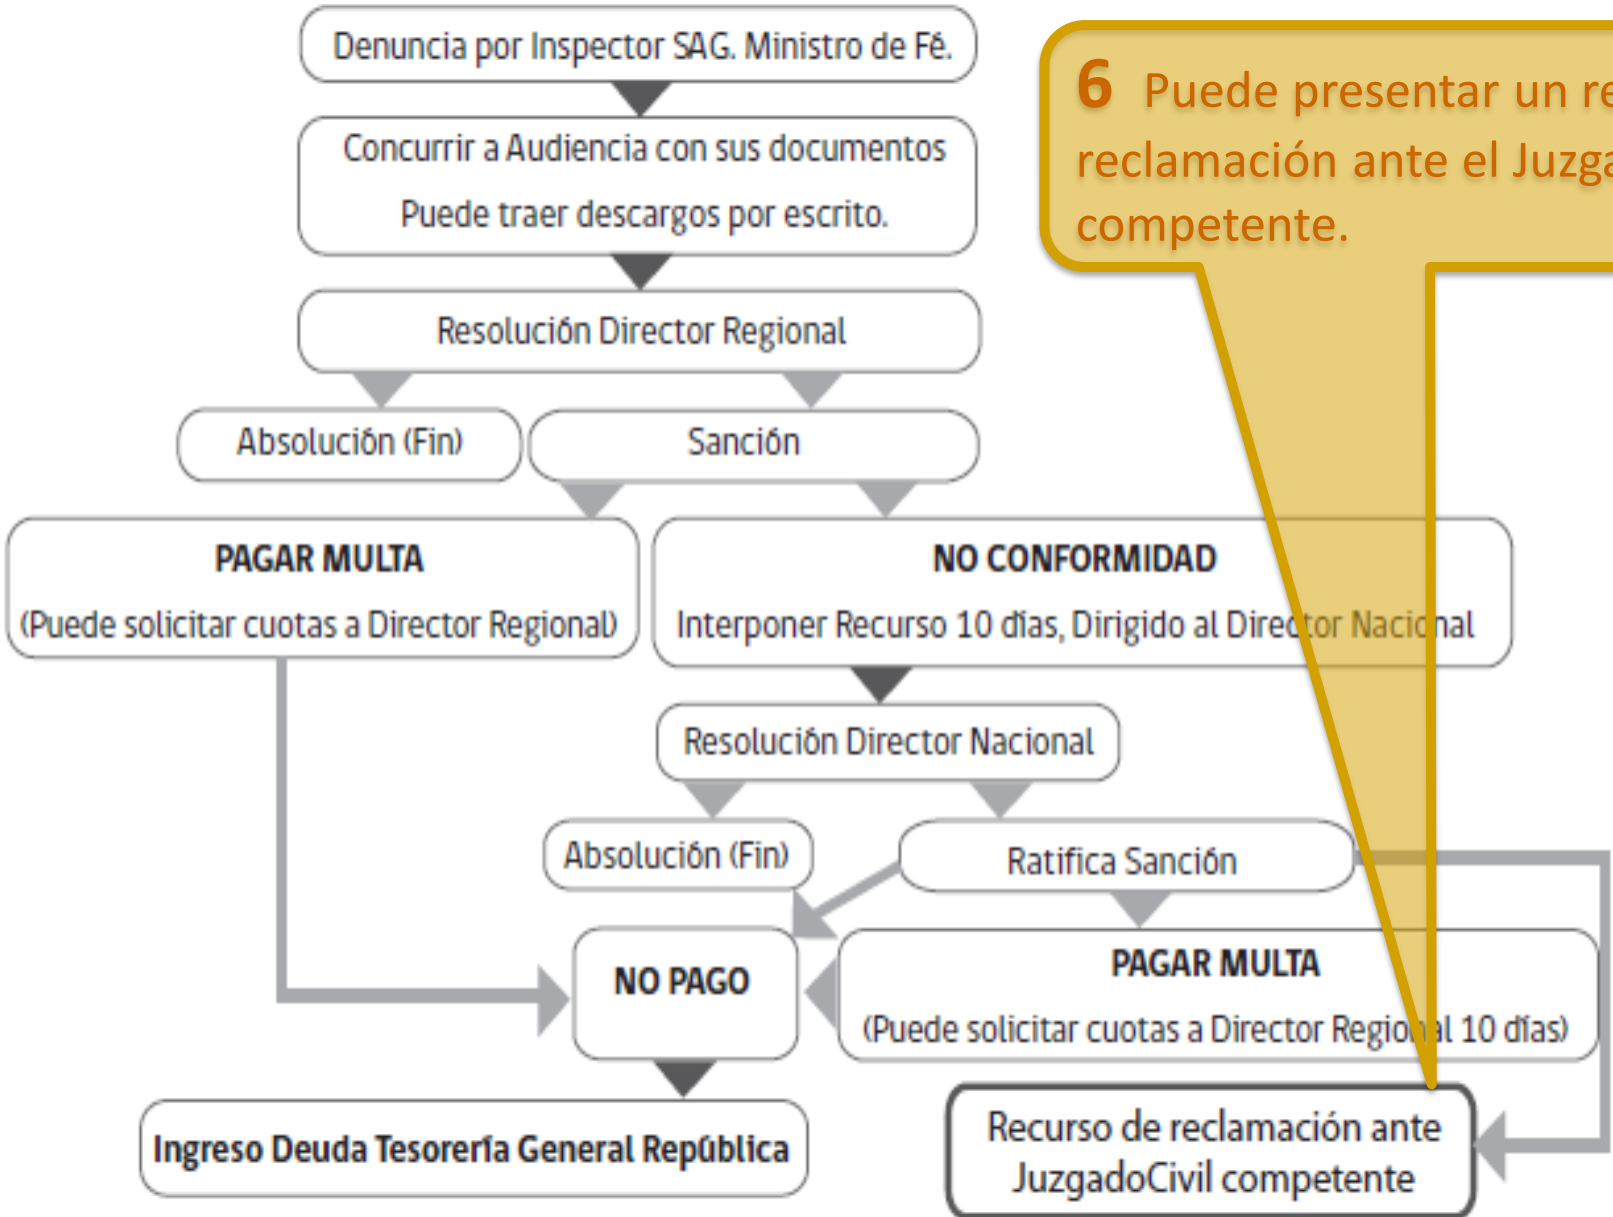 Denuncia por Inspector SAG. Ministro de Fé.
6 Puede presentar un re
reclamación ante el Juzga
competente.
Concurrir a Audiencia con sus documentos
Puede traer descargos por escrito.
Resolución Director Regional
Absolución (Fin)
Sanción
PAGAR MULTA
(Puede solicitar cuotas a Director Regional)
NO CONFORMIDAD
Interponer Recurso 10 días, Dirigido al Director Nacional
Resolución Director Nacional
Absolución (Fin)
Ratifica Sanción
NO PAGO
PAGAR MULTA
(Puede solicitar cuotas a Director Regional 10 días)
Ingreso Deuda Tesorería General República
Recurso de reclamación ante
JuzgadoCivil competente